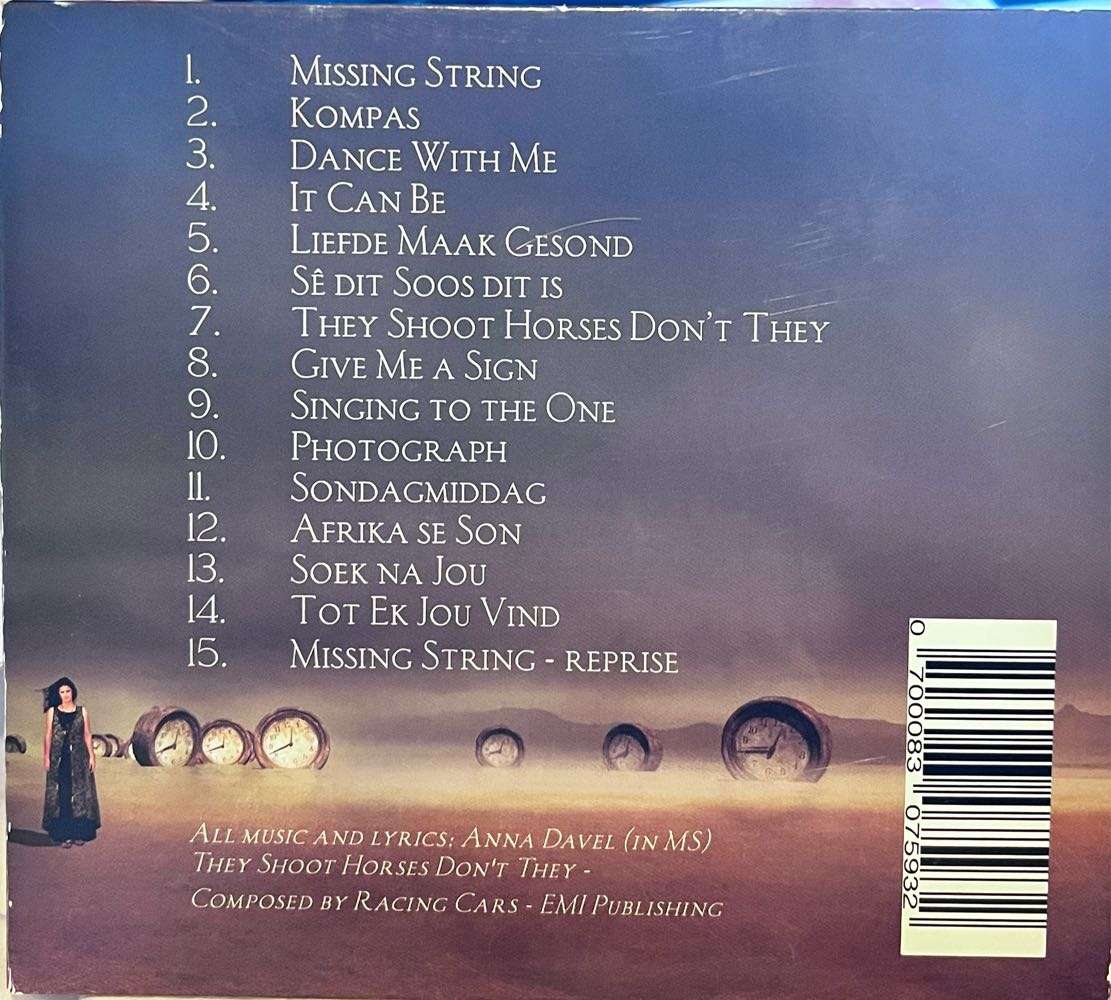 1. Missing String
2. Kompas
3. Dance With Me
4. It Can Be
5. Liefde Maak Gesond
6. Sê dit Soos dit is
7. They Shoot Horses Don't They
8. Give Me a Sign
9. Singing to the One
10. Photograph
11. Sondagmiddag
12. Afrika se Son
13. Soek na Jou
14. Tot Ek Jou Vind
15. Missing String - reprise
All music and lyrics: Anna Davel (in MS)
They Shoot Horses Don't They -
Composed by Racing Cars - EMI Publishing
0 700083 075932